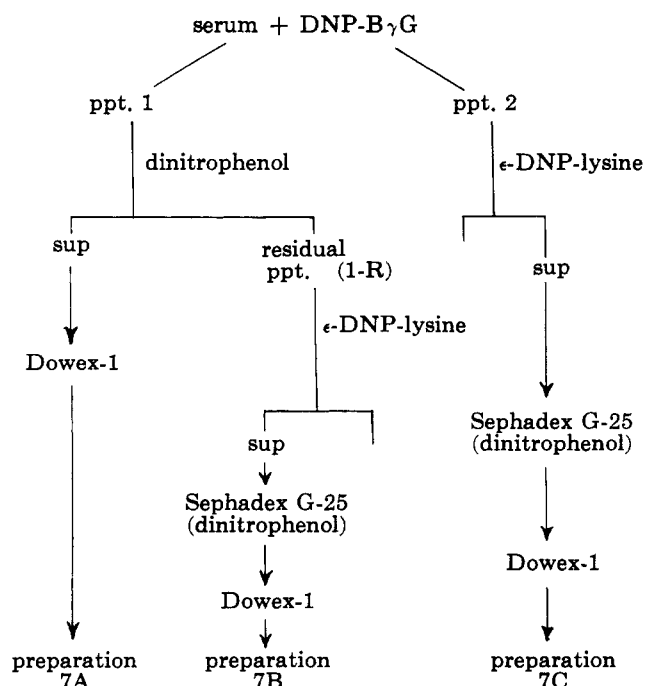 serum + DNP-BγG
ppt. 1
ppt. 2
dinitrophenol
ε-DNP-lysine
sup
residual
ppt. (1-R)
sup
ε-DNP-lysine
Dowex-1
sup
Sephadex G-25
(dinitrophenol)
Sephadex G-25
(dinitrophenol)
Dowex-1
Dowex-1
preparation
7A
preparation
7B
preparation
7C